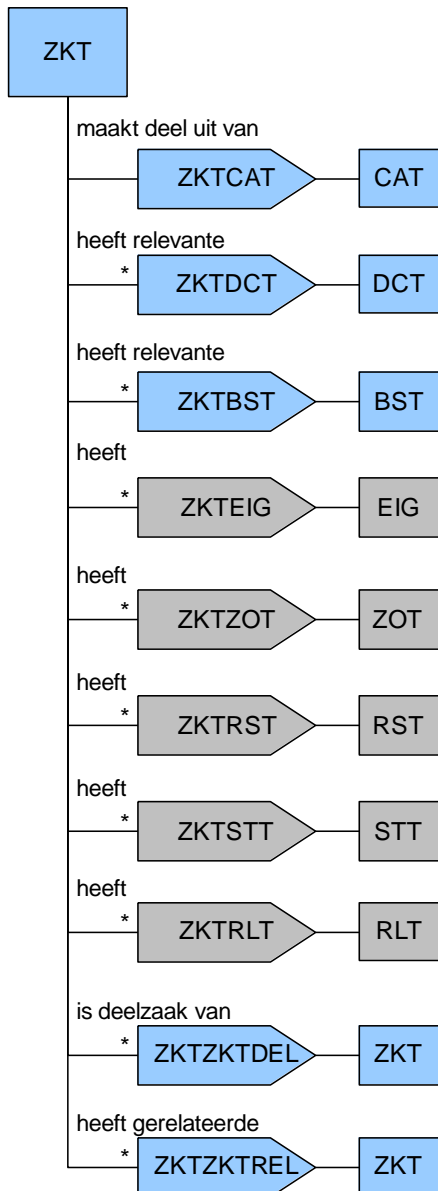 ZKT
maakt deel uit van
ZKTCAT CAT
heeft relevante
* ZKTDCT DCT
heeft relevante
* ZKTBST BST
heeft
* ZKTEIG EIG
heeft
* ZKTZOT ZOT
heeft
* ZKTRST RST
heeft
* ZKTSTT STT
heeft
* ZKTRLT RLT
is deelzaak van
* ZKTZKTDEL ZKT
heeft gerelateerde
* ZKTZKTREL ZKT